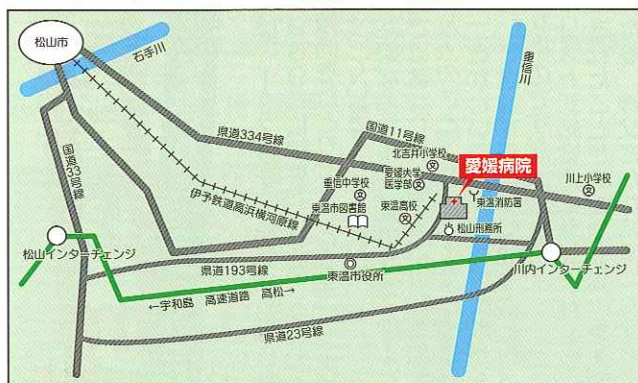 松山市
石手川
重信川
県道334号線
国道11号線
北吉井小学校
愛媛病院
国道33号線
愛媛大学
医学部
川上小学校
重信中学校
東温消防署
東温市図書館
東温高校
伊予鉄道高浜横河原線
松山刑務所
松山インターチェンジ
県道193号線
東温市役所
川内インターチェンジ
←宇和島 高速道路 高松→
県道23号線